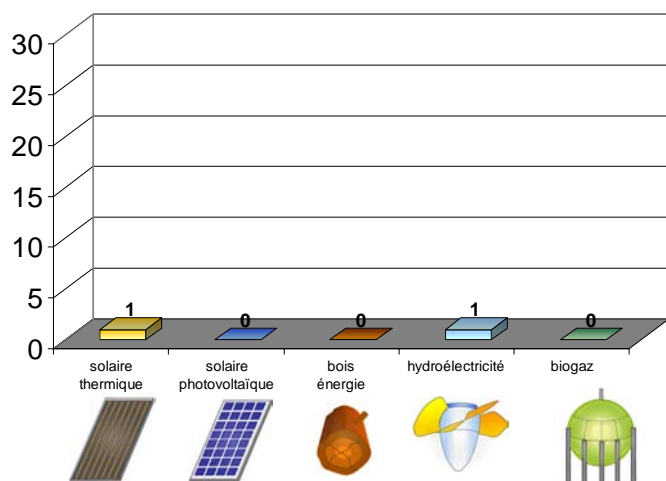 30
25
20
15
10
5
0
1
0
0
1
0
solaire
thermique
solaire
photovoltaïque
bois
énergie
hydroélectricité
biogaz